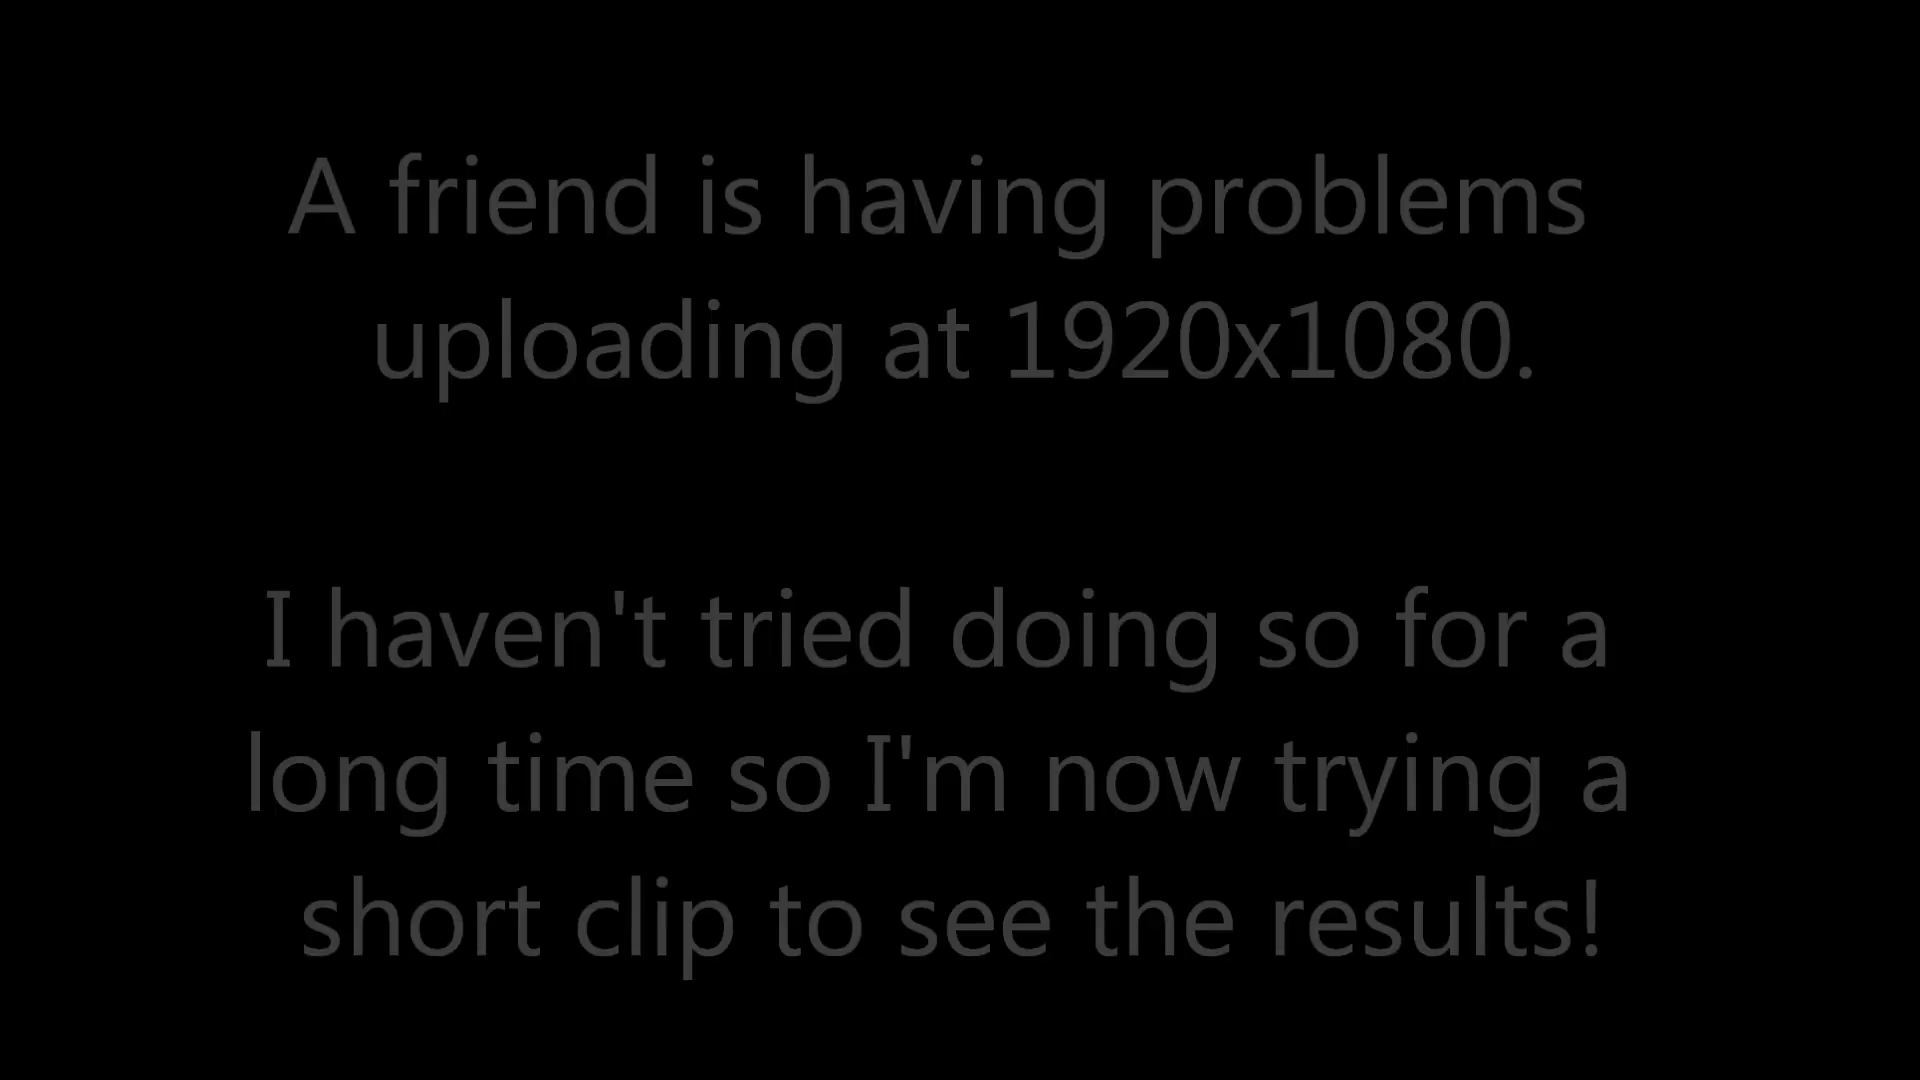 A friend is having problems
uploading at 1920x1080.
I haven't tried doing so for a
long time so I'm now trying a
short clip to see the results!